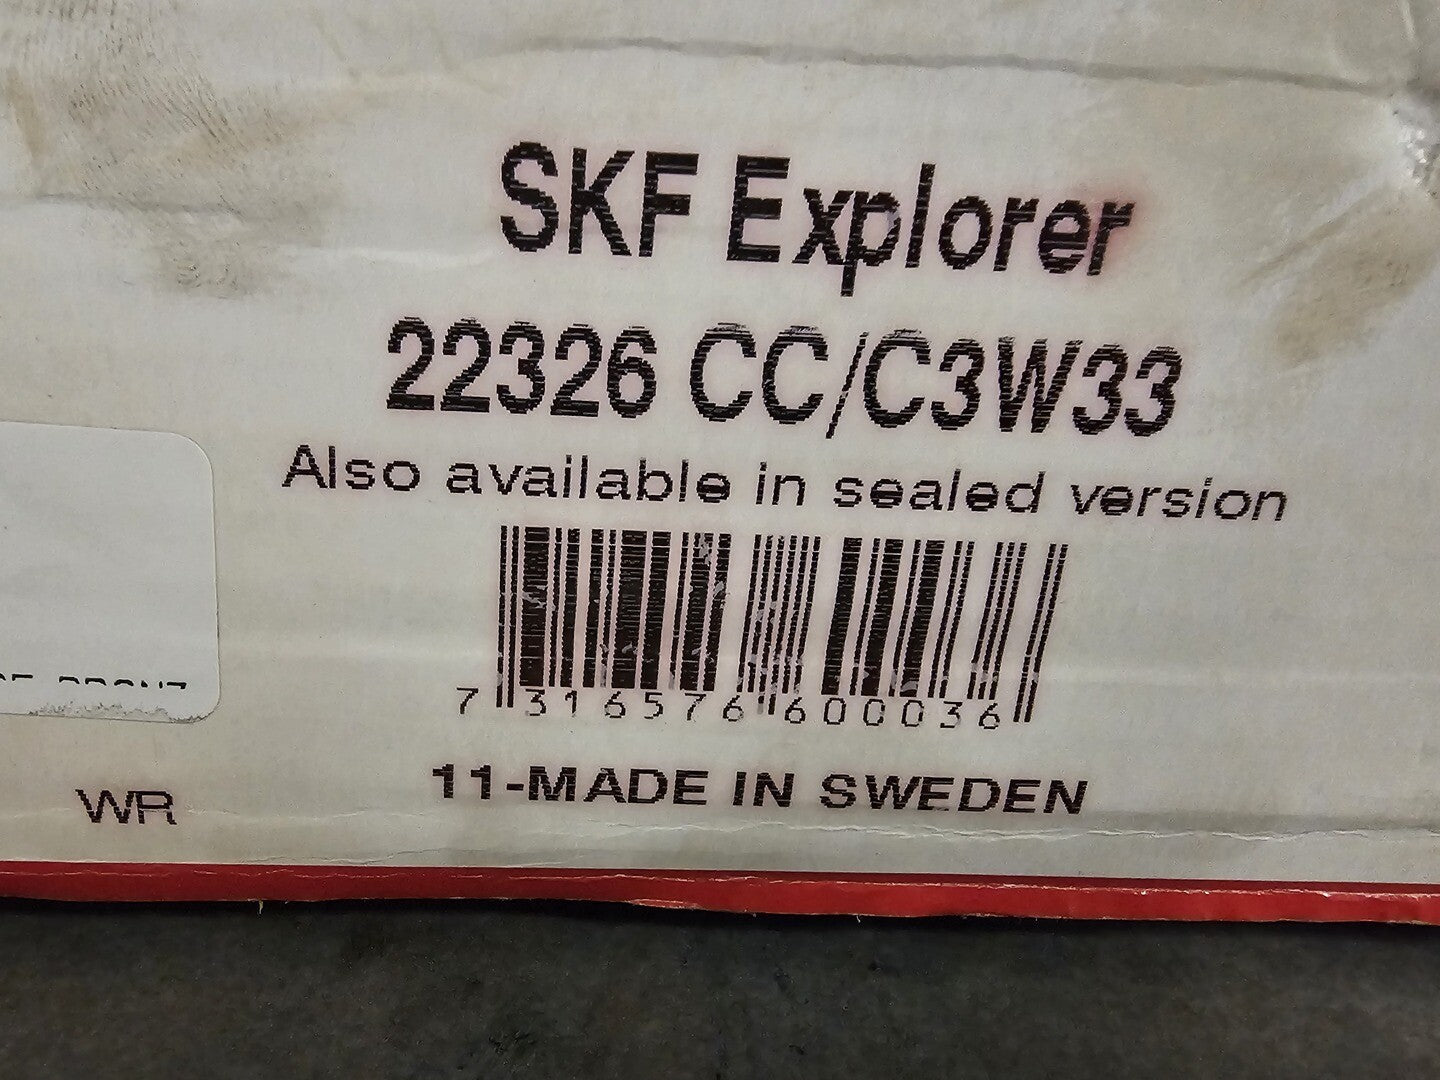 SKF Explorer
22326 CC/C3W33
Also available in sealed version
7 316576 600036
11-MADE IN SWEDEN
WR